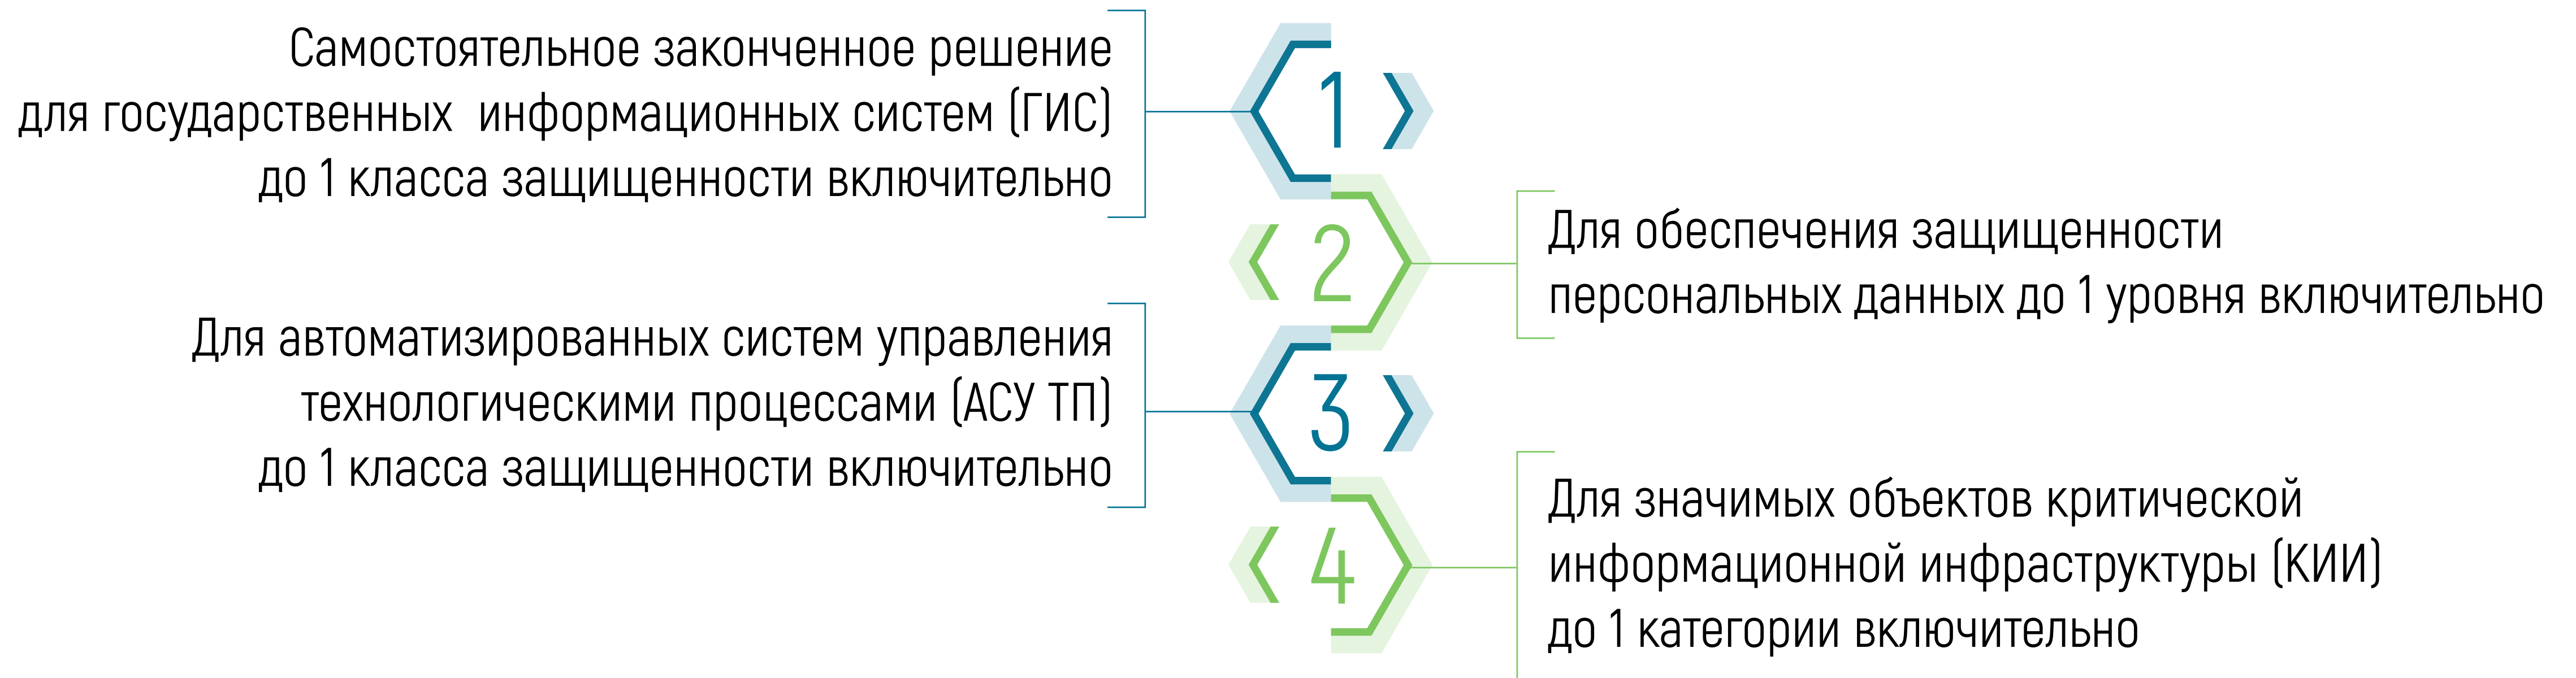 Самостоятельное законченное решение
для государственных информационных систем (ГИС)
до 1 класса защищенности включительно
1
2
Для обеспечения защищенности
персональных данных до 1 уровня включительно
Для автоматизированных систем управления
технологическими процессами (АСУ ТП)
до 1 класса защищенности включительно
3
4
Для значимых объектов критической
информационной инфраструктуры (КИИ)
до 1 категории включительно